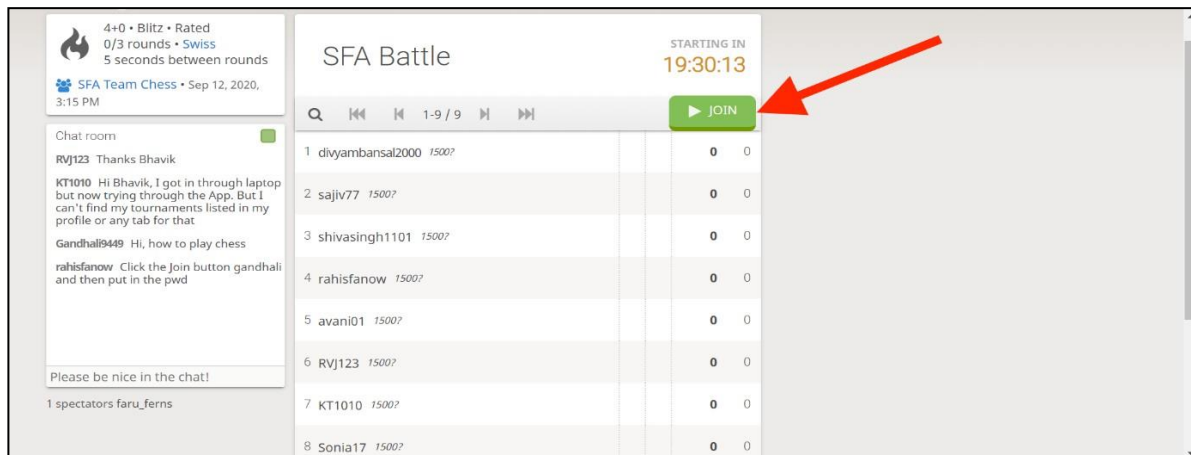 4+0 • Blitz • Rated
0/3 rounds • Swiss
5 seconds between rounds
SFA Team Chess • Sep 12, 2020,
3:15 PM
Chat room
RVJ123 Thanks Bhavik
KT1010 Hi Bhavik, I got in through laptop
but now trying through the App. But I
can't find my tournaments listed in my
profile or any tab for that
Gandhali9449 Hi, how to play chess
rahisfanow Click the Join button gandhali
and then put in the pwd
Please be nice in the chat!
1 spectators faru_ferns
SFA Battle
STARTING IN
19:30:13
1-9 / 9
JOIN
1 divyambansal2000 1500? 0 0
2 sajiv77 1500? 0 0
3 shivasingh1101 1500? 0 0
4 rahisfanow 1500? 0 0
5 avani01 1500? 0 0
6 RVJ123 1500? 0 0
7 KT1010 1500? 0 0
8 Sonia17 1500? 0 0